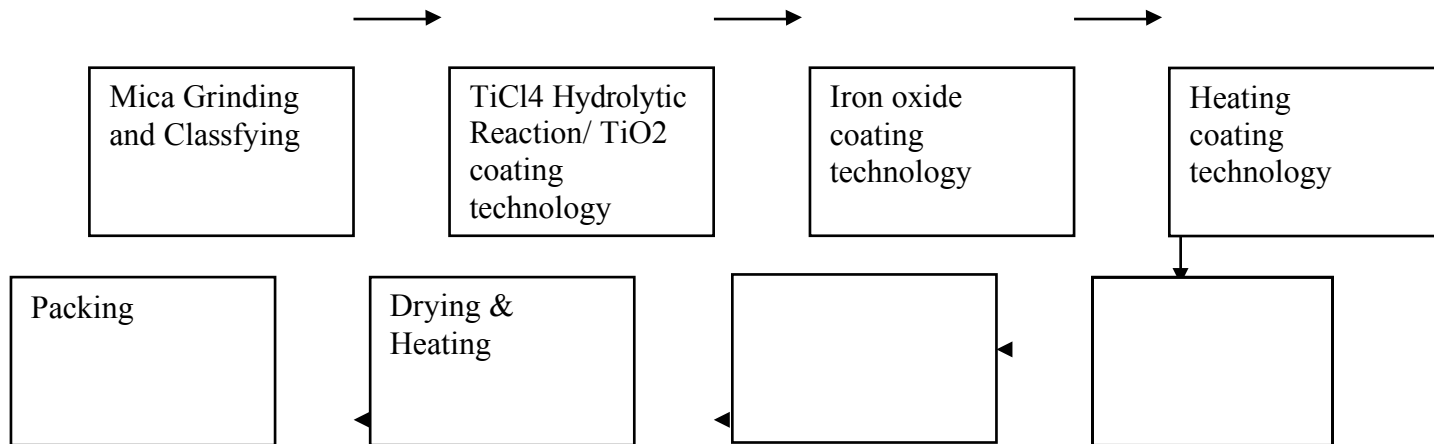 Mica Grinding
and Classfying
TiCl4 Hydrolytic
Reaction/ TiO2
coating
technology
Iron oxide
coating
technology
Heating
coating
technology
Packing
Drying &
Heating